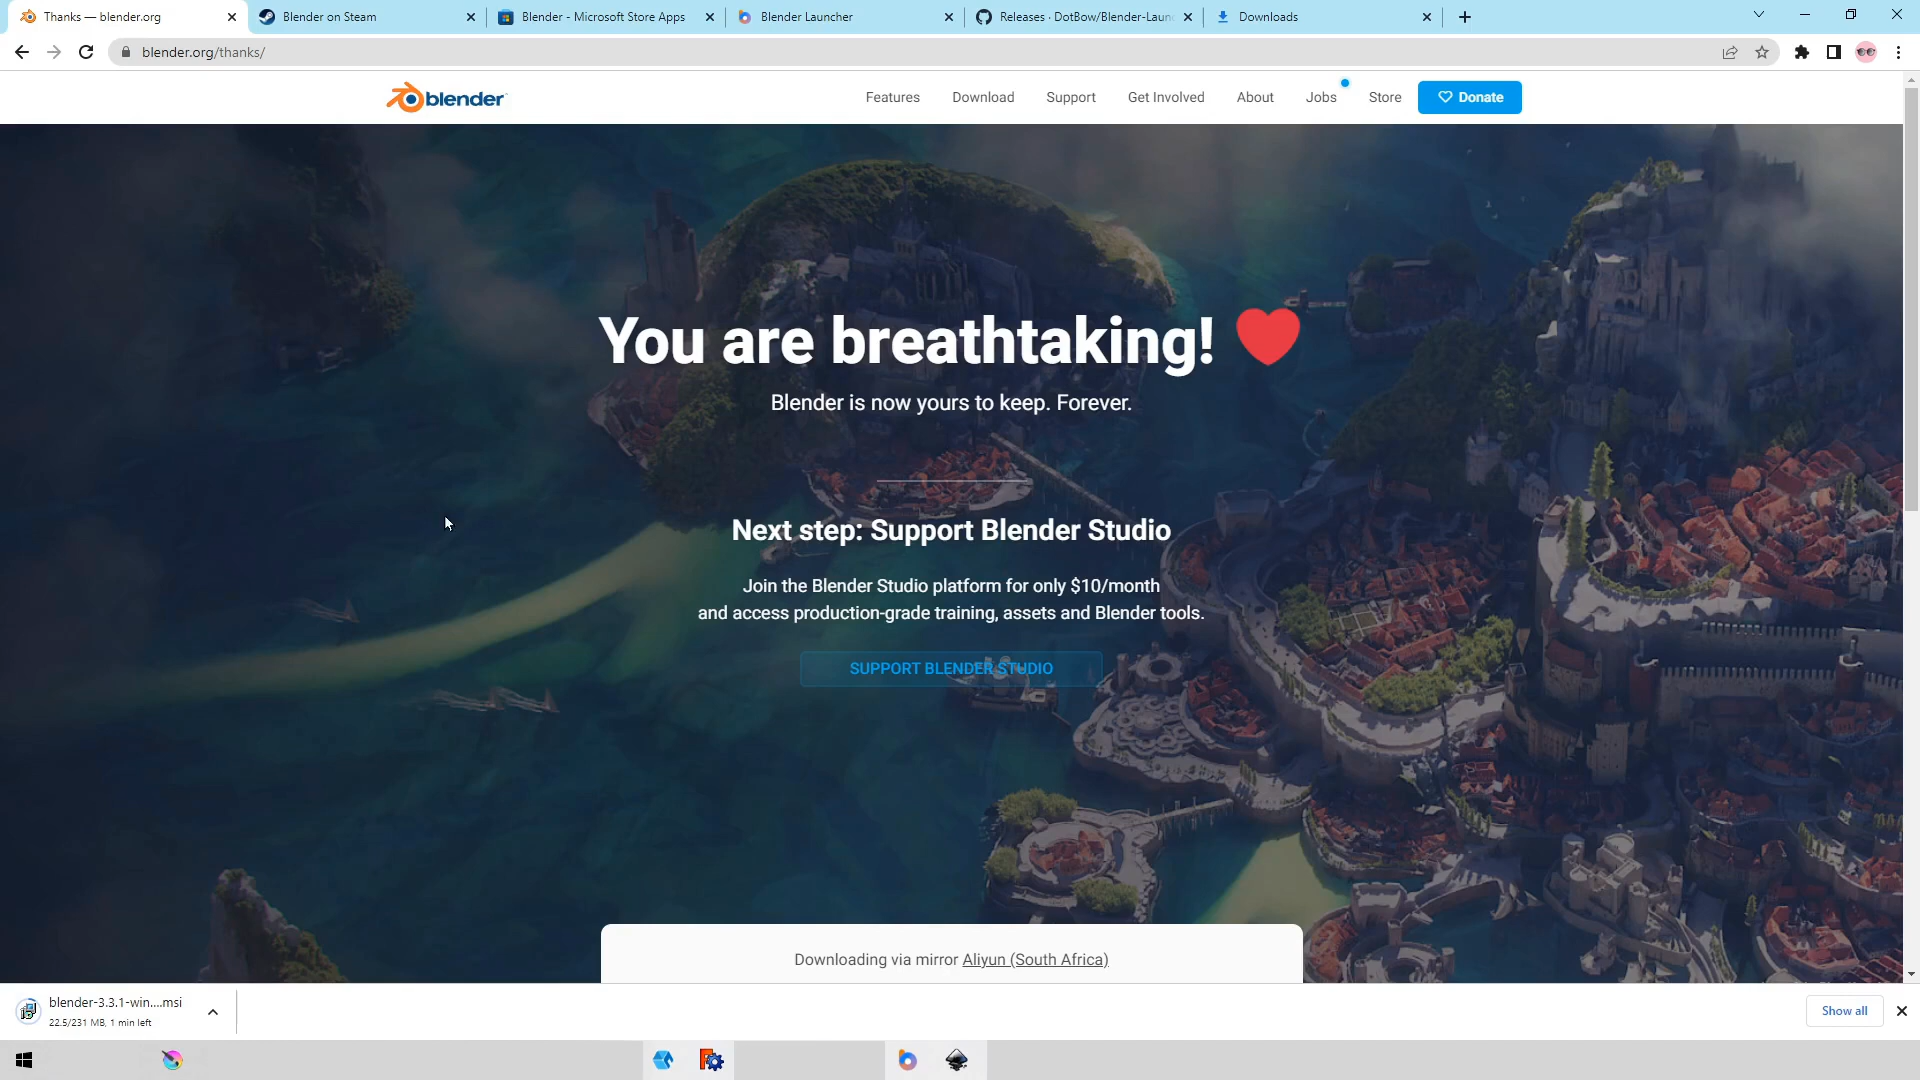 Thanks — blender.org
Blender on Steam
Blender - Microsoft Store Apps
Blender Launcher
Releases · DotBow/Blender-Laun
Downloads
blender.org/thanks/
blender
Features
Download
Support
Get Involved
About
Jobs
Store
Donate
You are breathtaking!
Blender is now yours to keep. Forever.
Next step: Support Blender Studio
Join the Blender Studio platform for only $10/month
and access production-grade training, assets and Blender tools.
SUPPORT BLENDER STUDIO
Downloading via mirror Aliyun (South Africa)
blender-3.3.1-win....msi
22.5/231 MB, 1 min left
Show all